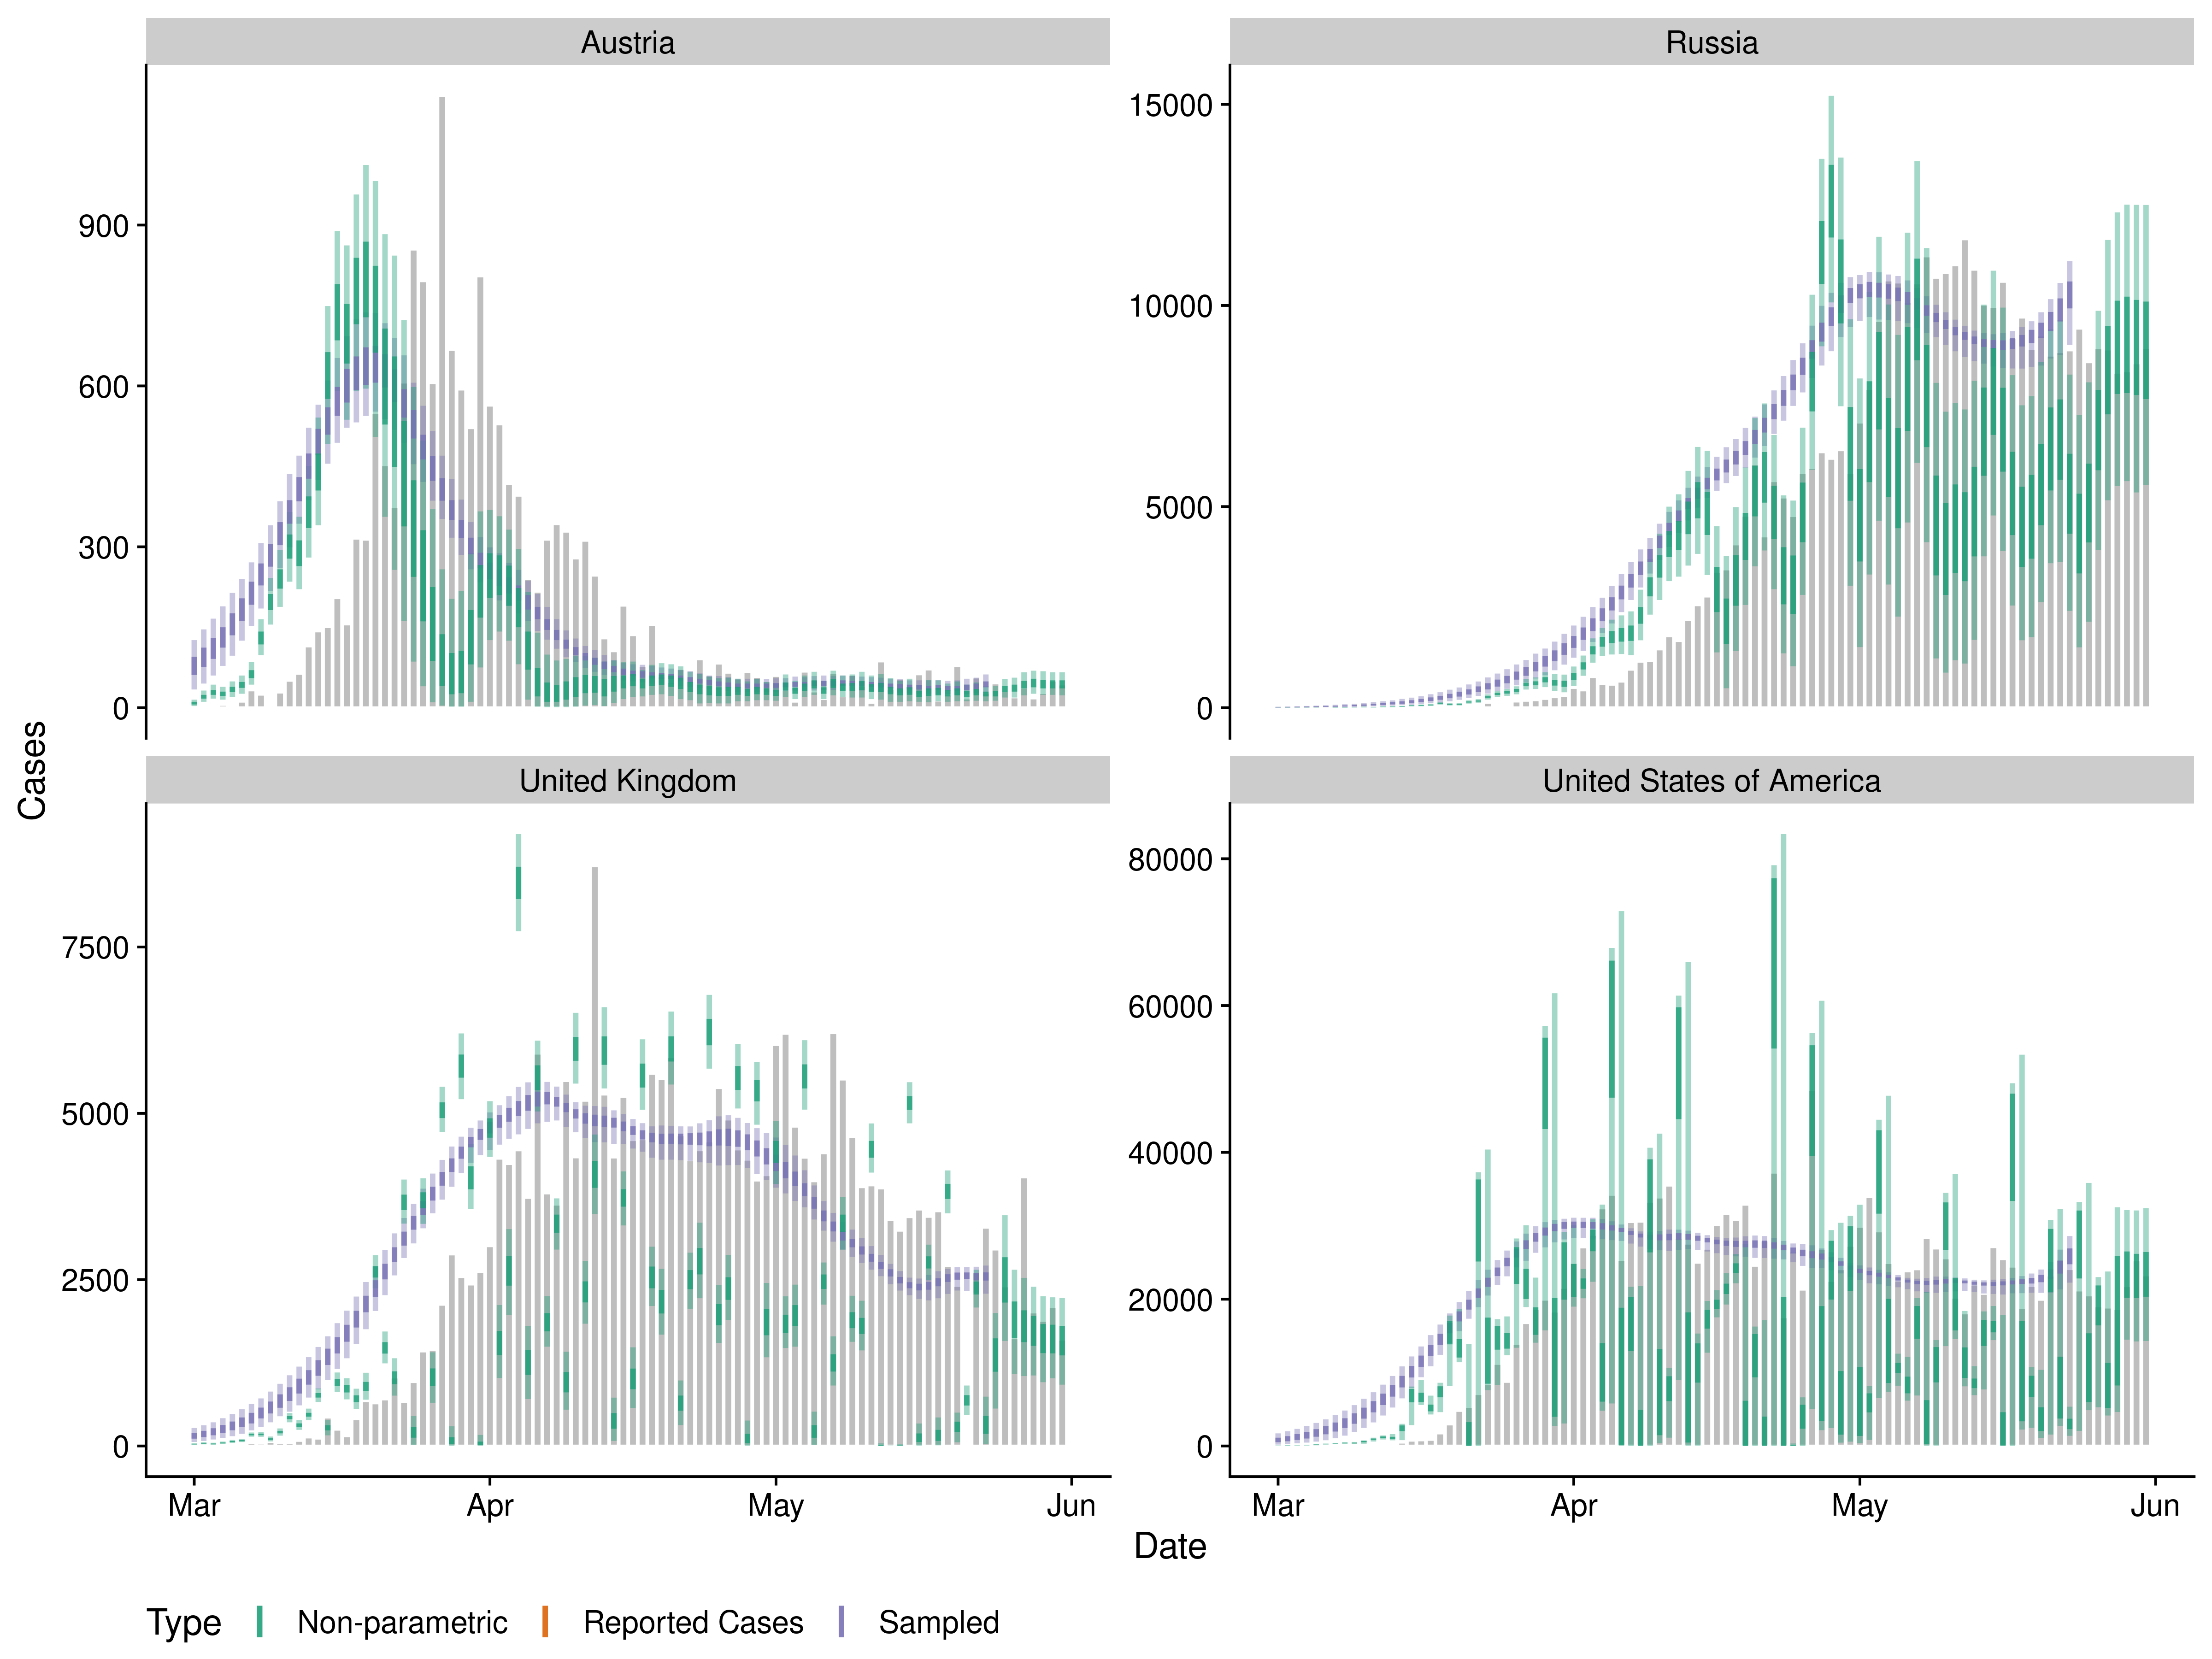 Austria
Russia
900
600
300
0
15000
10000
5000
0
Cases
United Kingdom
United States of America
7500
5000
2500
0
80000
60000
40000
20000
0
Mar Apr May Jun
Mar Apr May Jun
Date
Type Non-parametric Reported Cases Sampled